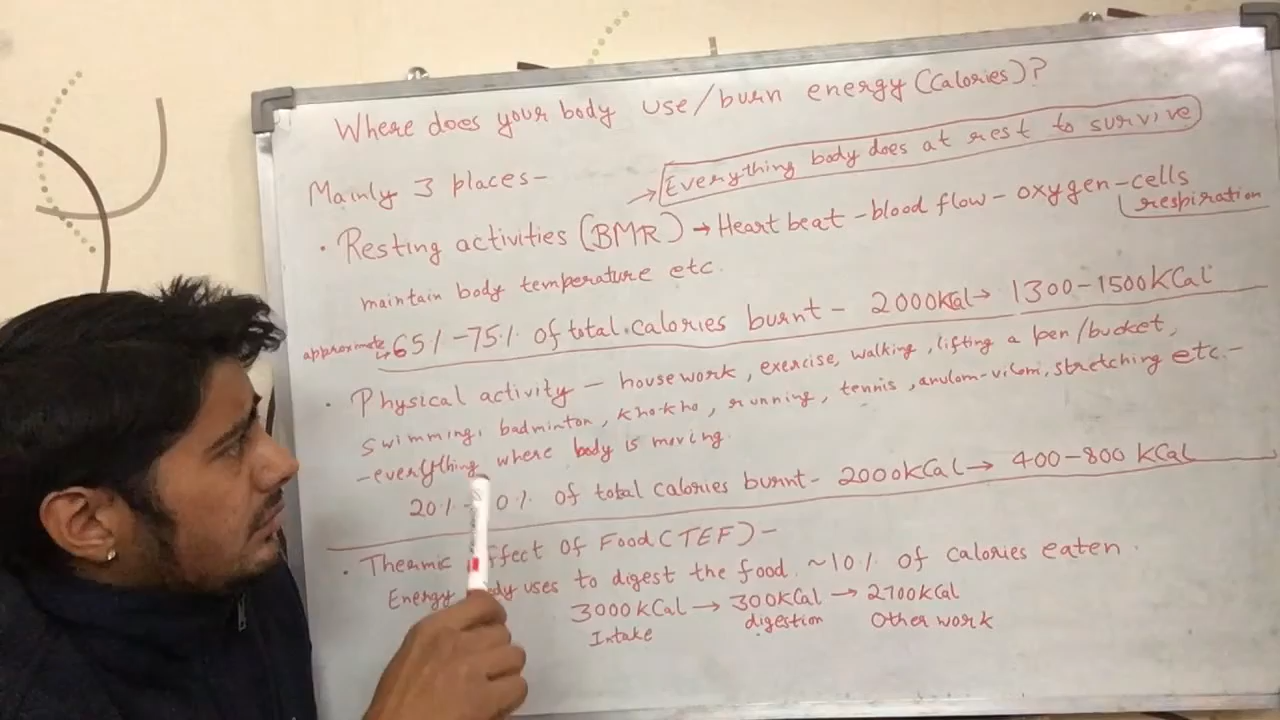 Where does your body use/burn energy (Calories)?
→ Everything body does at rest to survive
Mainly 3 places-
• Resting activities (BMR) → Heart beat - blood flow - oxygen - cells
respiration
maintain body temperature etc.
approximate 65% - 75% of total calories burnt - 2000kCal → 1300-1500KCal
• Physical activity - housework, exercise, walking, lifting a pen/bucket,
swimming, badminton, kho-kho, running, tennis, anulom-vilom, stretching etc.-
- everything where body is moving.
20% - 0% of total calories burnt - 2000kCal → 400-800 kCal
• Thermic ffect Of Food (TEF) -
Energy dy uses to digest the food. ~10% of calories eaten.
3000kCal → 300kCal → 2700kCal
Intake digestion Other work